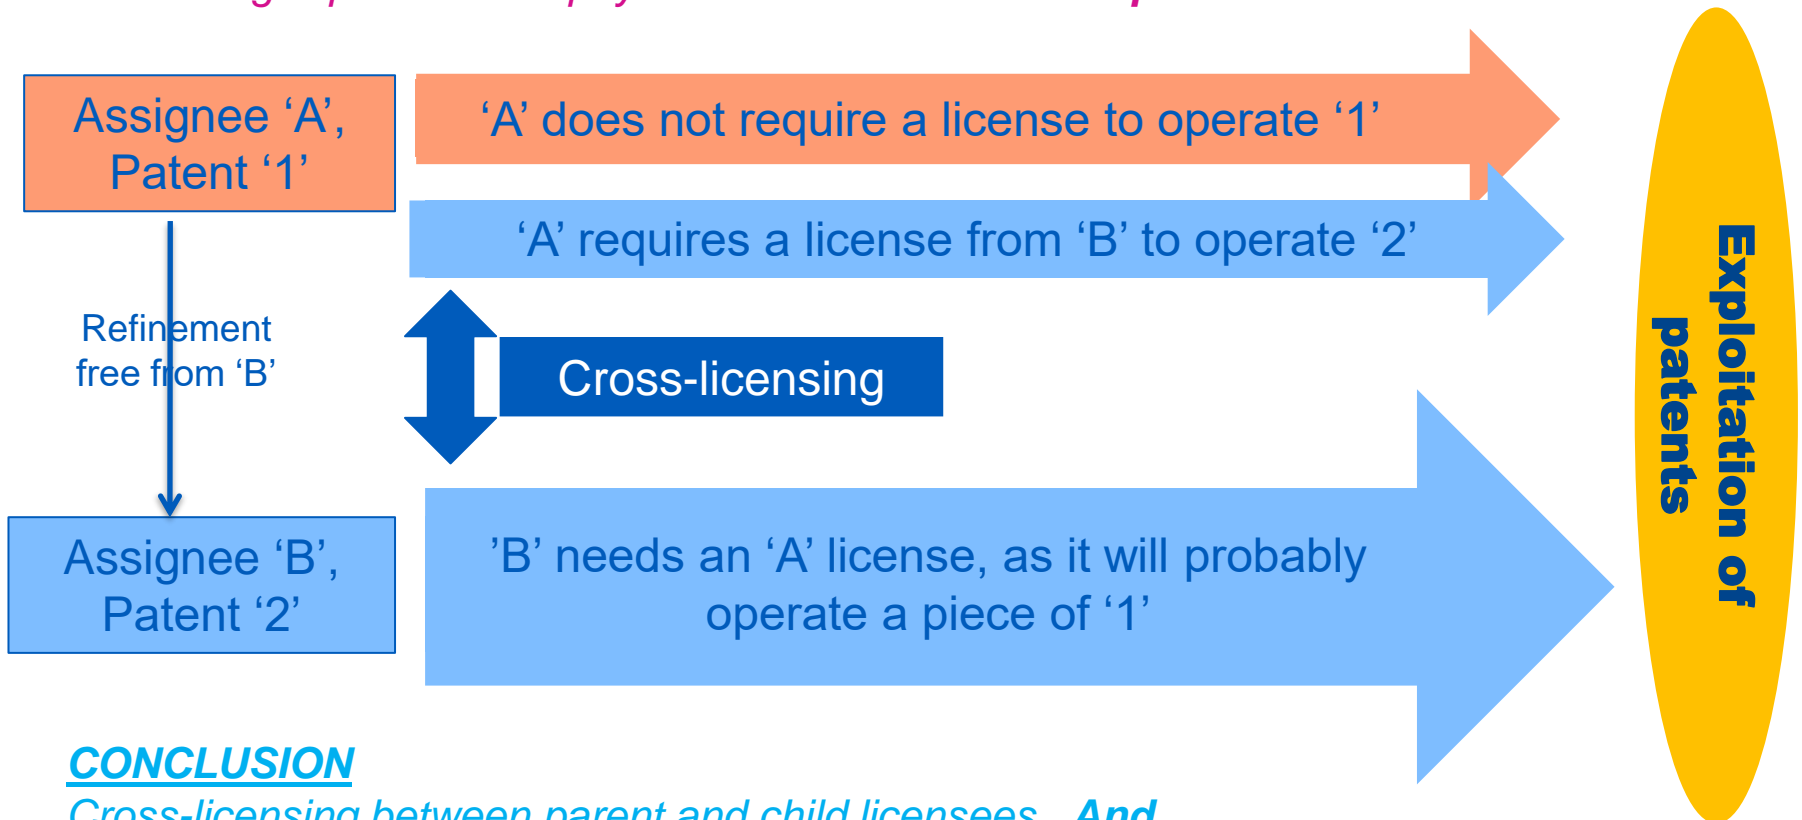 Assignee ‘A’,
Patent ‘1’
‘A’ does not require a license to operate ‘1’
‘A’ requires a license from ‘B’ to operate ‘2’
Refinement
free from ‘B’
Cross-licensing
Assignee ‘B’,
Patent ‘2’
’B’ needs an ‘A’ license, as it will probably
operate a piece of ‘1’
Exploitation of
patents
CONCLUSION
Cross-licensing between parent and child licensees And